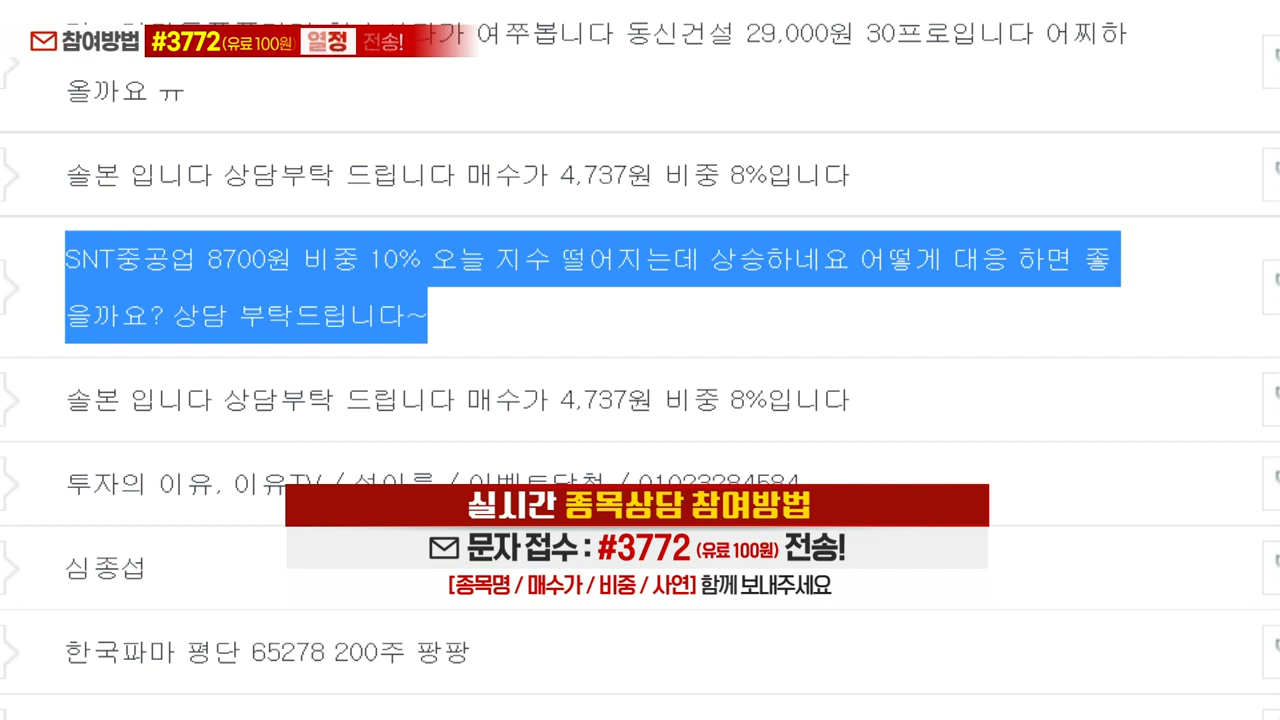 참여방법 #3772(유료100원) 열정 전송!
다가 여쭈봅니다 동신건설 29,000원 30프로입니다 어찌하
올까요 ㅠ
솔본 입니다 상담부탁 드립니다 매수가 4,737원 비중 8%입니다
SNT중공업 8700원 비중 10% 오늘 지수 떨어지는데 상승하네요 어떻게 대응 하면 좋
을까요? 상담 부탁드립니다~
솔본 입니다 상담부탁 드립니다 매수가 4,737원 비중 8%입니다
투자의 이유, 이유TV / 이벤트당첨 / 01023284584
실시간 종목상담 참여방법
문자 접수 : #3772 (유료 100원) 전송!
[종목명 / 매수가 / 비중 / 사연] 함께 보내주세요
심종섭
한국파마 평단 65278 200주 팡팡